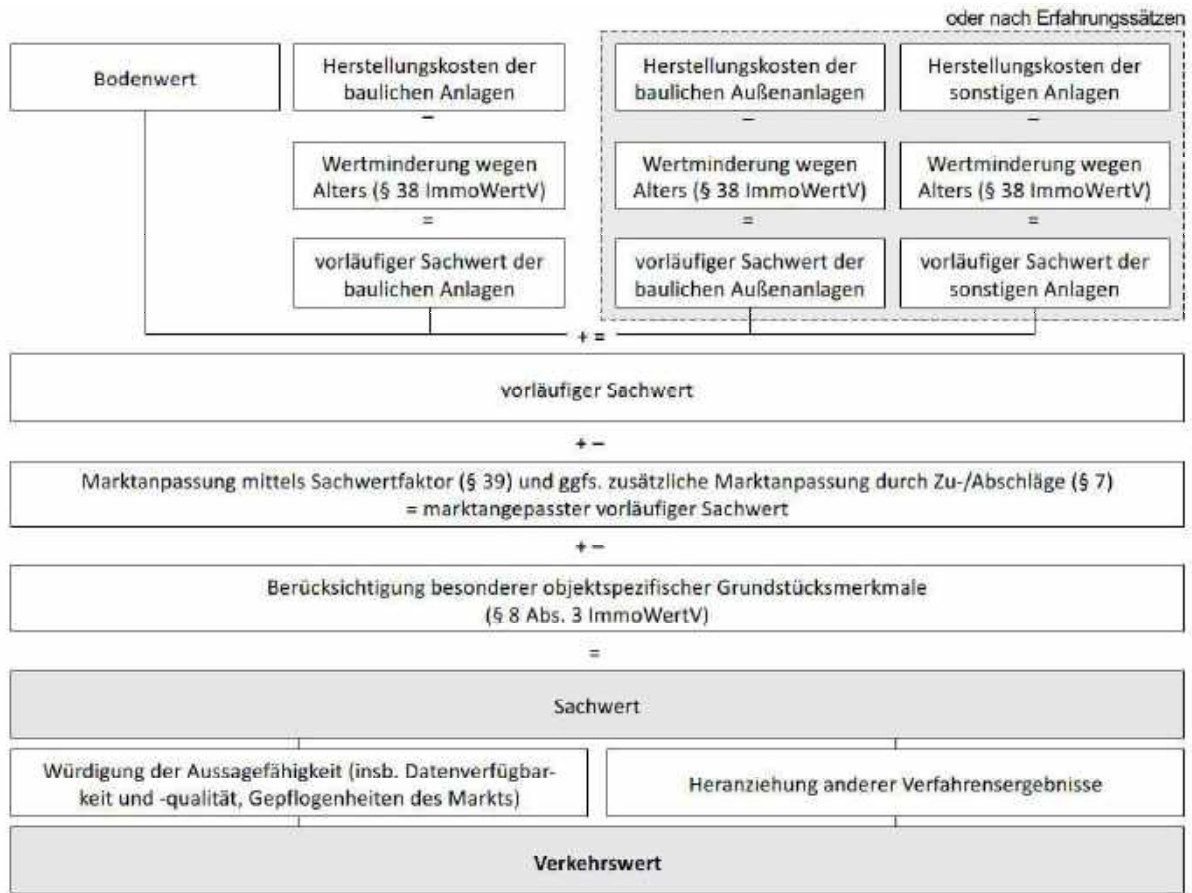 oder nach Erfahrungssätzen
Bodenwert
Herstellungskosten der
baulichen Anlagen
–
Wertminderung wegen
Alters (§ 38 ImmoWertV)
=
vorläufiger Sachwert der
baulichen Anlagen
Herstellungskosten der
baulichen Außenanlagen
–
Wertminderung wegen
Alters (§ 38 ImmoWertV)
=
vorläufiger Sachwert der
baulichen Außenanlagen
Herstellungskosten der
sonstigen Anlagen
–
Wertminderung wegen
Alters (§ 38 ImmoWertV)
=
vorläufiger Sachwert der
sonstigen Anlagen
+ =
vorläufiger Sachwert
+ –
Marktanpassung mittels Sachwertfaktor (§ 39) und ggfs. zusätzliche Marktanpassung durch Zu-/Abschläge (§ 7)
= marktangepasster vorläufiger Sachwert
+ –
Berücksichtigung besonderer objektspezifischer Grundstücksmerkmale
(§ 8 Abs. 3 ImmoWertV)
=
Sachwert
Würdigung der Aussagefähigkeit (insb. Datenverfügbar-
keit und -qualität, Gepflogenheiten des Markts)
Heranziehung anderer Verfahrensergebnisse
Verkehrswert